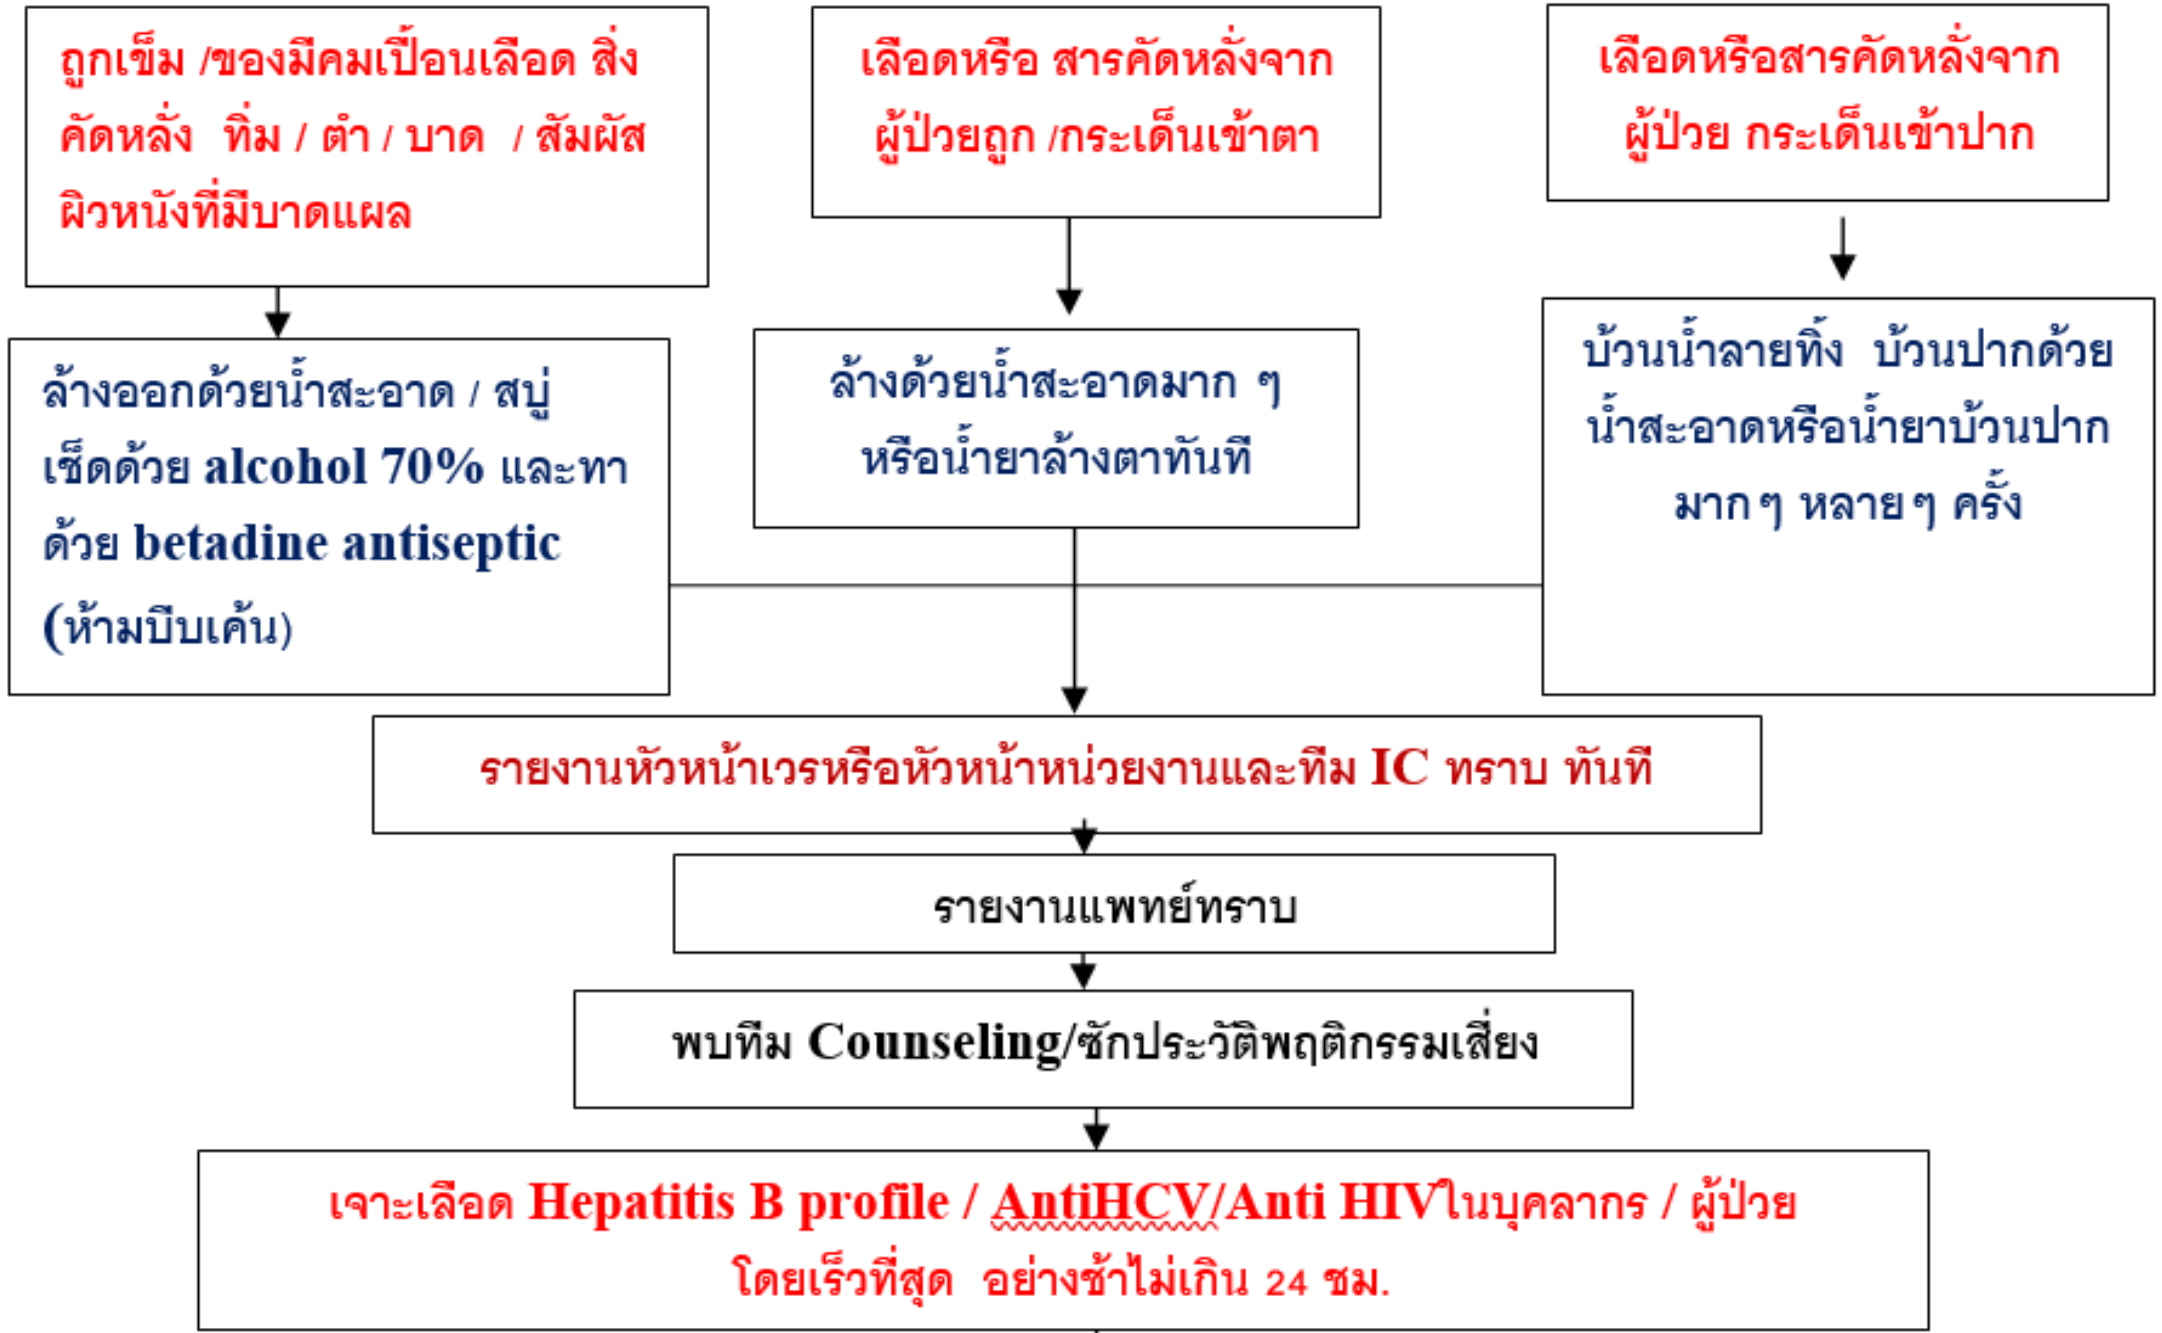 ถูกเข็ม /ของมีคมเปื้อนเลือด สิ่ง
คัดหลั่ง ทิ่ม / ตำ / บาด / สัมผัส
ผิวหนังที่มีบาดแผล
เลือดหรือ สารคัดหลั่งจาก
ผู้ป่วยถูก /กระเด็นเข้าตา
เลือดหรือสารคัดหลั่งจาก
ผู้ป่วย กระเด็นเข้าปาก
ล้างออกด้วยน้ำสะอาด / สบู่
เช็ดด้วย alcohol 70% และทา
ด้วย betadine antiseptic
(ห้ามบีบเค้น)
ล้างด้วยน้ำสะอาดมาก ๆ
หรือน้ำยาล้างตาทันที
บ้วนน้ำลายทิ้ง บ้วนปากด้วย
น้ำสะอาดหรือน้ำยาบ้วนปาก
มากๆ หลายๆ ครั้ง
รายงานหัวหน้าเวรหรือหัวหน้าหน่วยงานและทีม IC ทราบ ทันที
รายงานแพทย์ทราบ
พบทีม Counseling/ซักประวัติพฤติกรรมเสี่ยง
เจาะเลือด Hepatitis B profile / AntiHCV/Anti HIVในบุคลากร / ผู้ป่วย
โดยเร็วที่สุด อย่างช้าไม่เกิน 24 ชม.